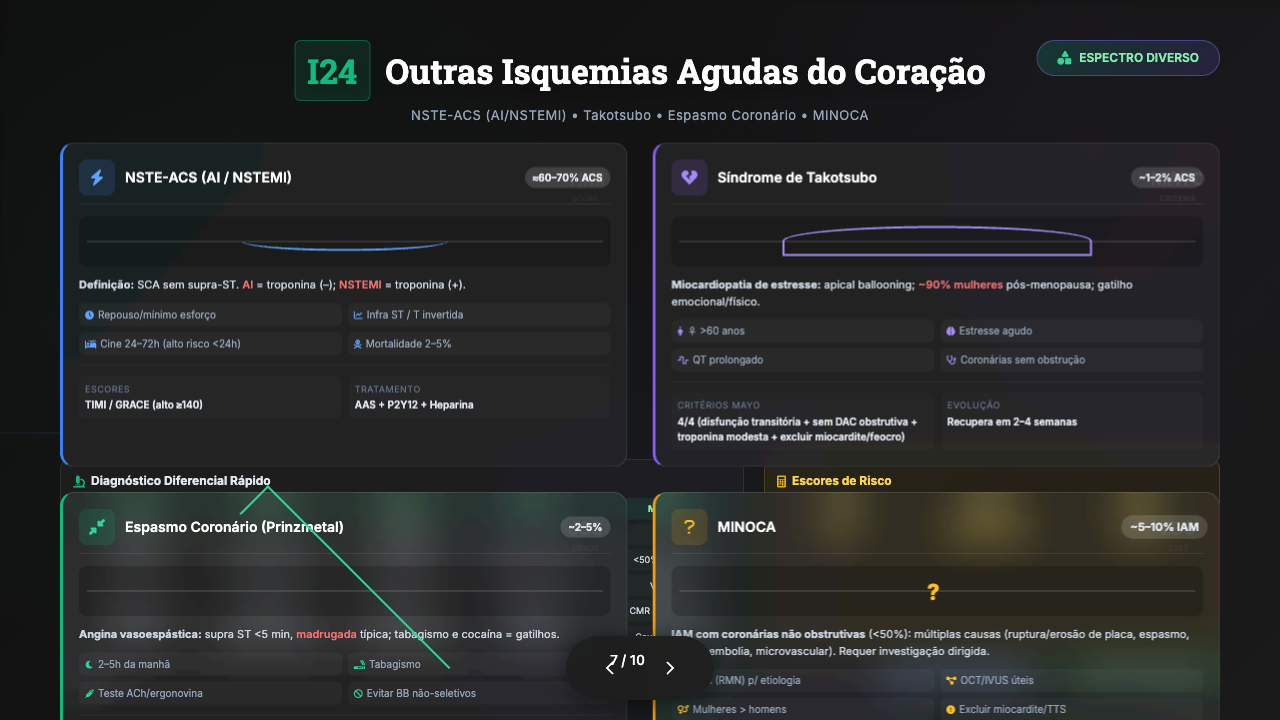 I24
Outras Isquemias Agudas do Coração
ESPECTRO DIVERSO
NSTE-ACS (AI/NSTEMI) • Takotsubo • Espasmo Coronário • MINOCA
NSTE-ACS (AI / NSTEMI)
≈60–70% ACS
Definição: SCA sem supra-ST. AI = troponina (–); NSTEMI = troponina (+).
Repouso/mínimo esforço
Infra ST / T invertida
Cine 24–72h (alto risco <24h)
Mortalidade 2–5%
ESCORES
TIMI / GRACE (alto ≥140)
TRATAMENTO
AAS + P2Y12 + Heparina
Síndrome de Takotsubo
~1–2% ACS
CRITERIA
Miocardiopatia de estresse: apical ballooning; ~90% mulheres pós-menopausa; gatilho
emocional/físico.
♀ >60 anos
Estresse agudo
QT prolongado
Coronárias sem obstrução
CRITÉRIOS MAYO
4/4 (disfunção transitória + sem DAC obstrutiva +
troponina modesta + excluir miocardite/feocro)
EVOLUÇÃO
Recupera em 2–4 semanas
Diagnóstico Diferencial Rápido
Escores de Risco
Espasmo Coronário (Prinzmetal)
~2–5%
Angina vasoespástica: supra ST <5 min, madrugada típica; tabagismo e cocaína = gatilhos.
2–5h da manhã
Tabagismo
Teste ACh/ergonovina
Evitar BB não-seletivos
<50%
CMR
MINOCA
~5–10% IAM
?
IAM com coronárias não obstrutivas (<50%): múltiplas causas (ruptura/erosão de placa, espasmo,
embolia, microvascular). Requer investigação dirigida.
(RMN) p/ etiologia
OCT/IVUS úteis
Mulheres > homens
Excluir miocardite/TTS
7 / 10